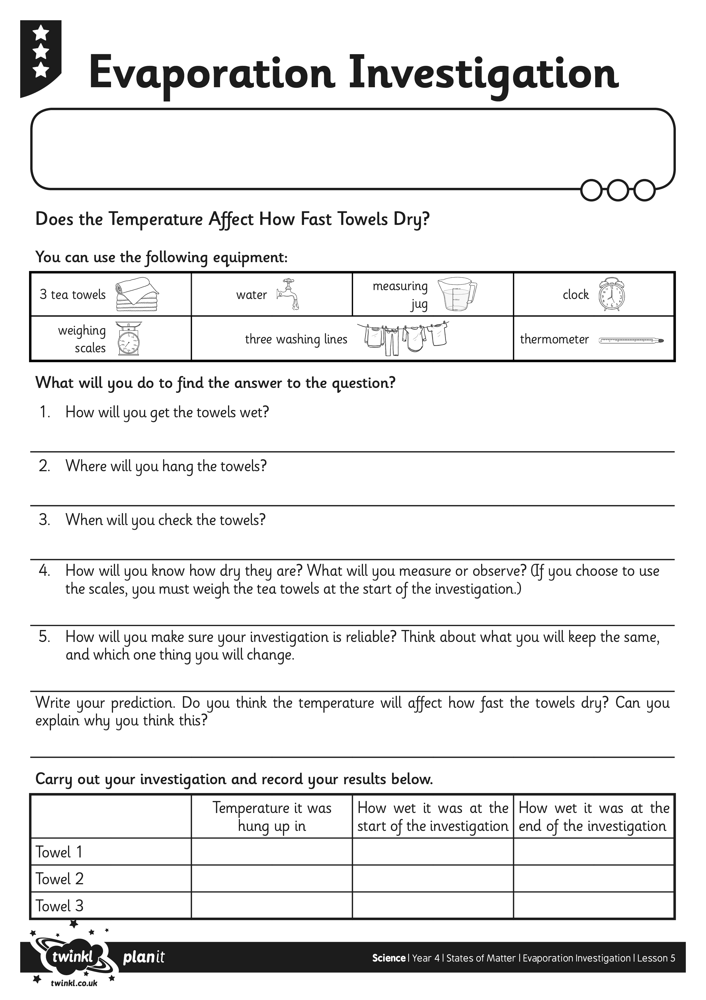 Evaporation Investigation
Does the Temperature Affect How Fast Towels Dry?
You can use the following equipment:
3 tea towels
water
measuring
jug
clock
weighing
scales
three washing lines
thermometer
What will you do to find the answer to the question?
1. How will you get the towels wet?
2. Where will you hang the towels?
3. When will you check the towels?
4. How will you know how dry they are? What will you measure or observe? (If you choose to use
the scales, you must weigh the tea towels at the start of the investigation.)
5. How will you make sure your investigation is reliable? Think about what you will keep the same,
and which one thing you will change.
Write your prediction. Do you think the temperature will affect how fast the towels dry? Can you
explain why you think this?
Carry out your investigation and record your results below.
Temperature it was
hung up in
How wet it was at the
start of the investigation
How wet it was at the
end of the investigation
Towel 1
Towel 2
Towel 3
twinkl
planit
Science | Year 4 | States of Matter | Evaporation Investigation | Lesson 5
twinkl.co.uk